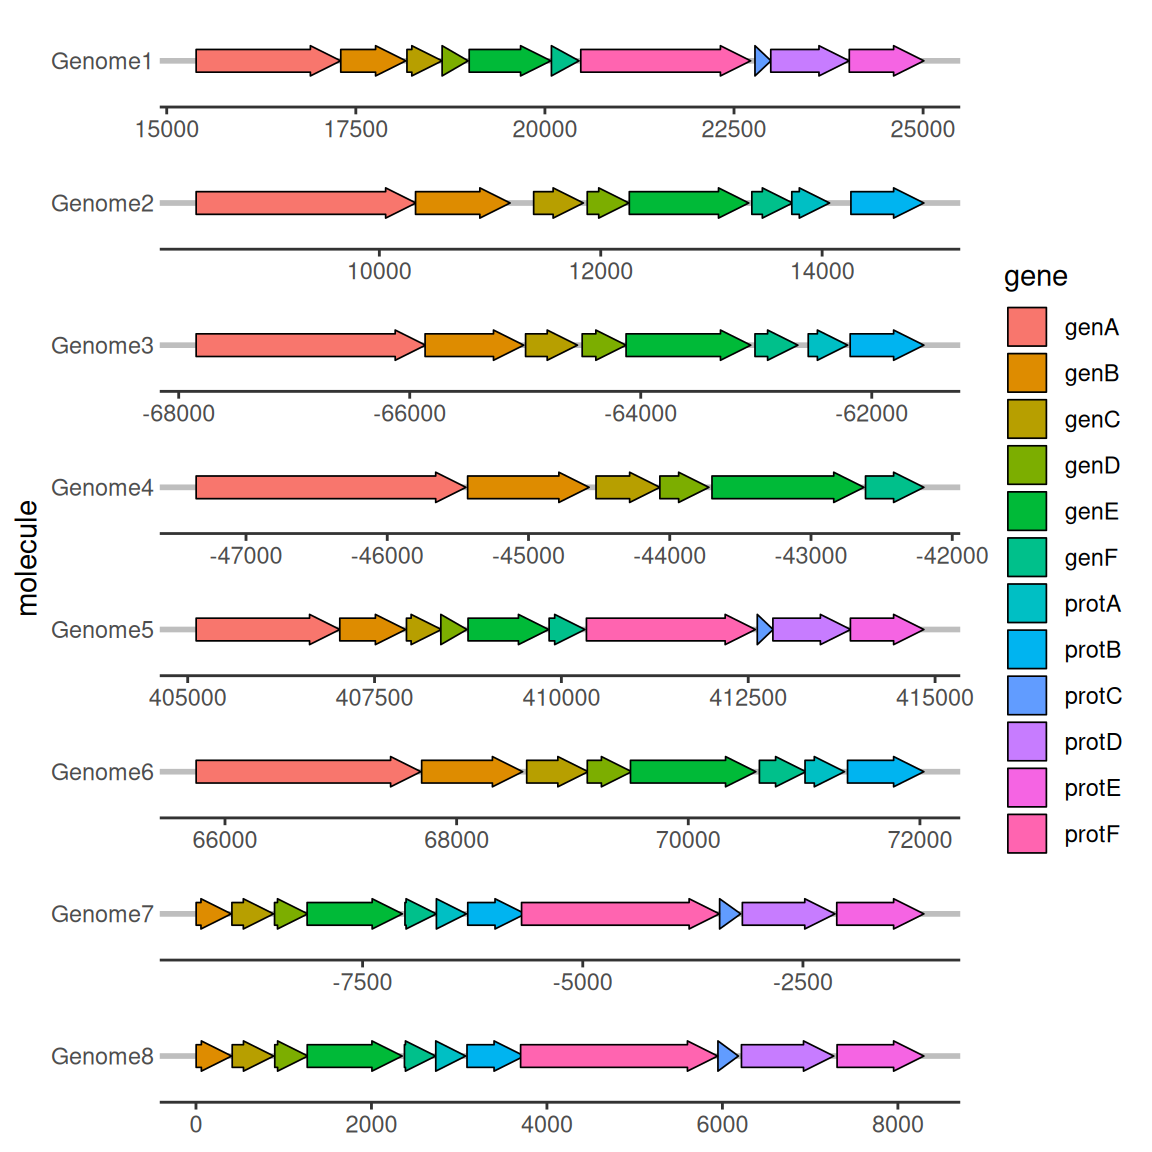 Genome1
15000 17500 20000 22500 25000
Genome2
10000 12000 14000
Genome3
-68000 -66000 -64000 -62000
Genome4
-47000 -46000 -45000 -44000 -43000 -42000
Genome5
405000 407500 410000 412500 415000
Genome6
66000 68000 70000 72000
Genome7
-7500 -5000 -2500
Genome8
0 2000 4000 6000 8000
molecule
gene
genA
genB
genC
genD
genE
genF
protA
protB
protC
protD
protE
protF